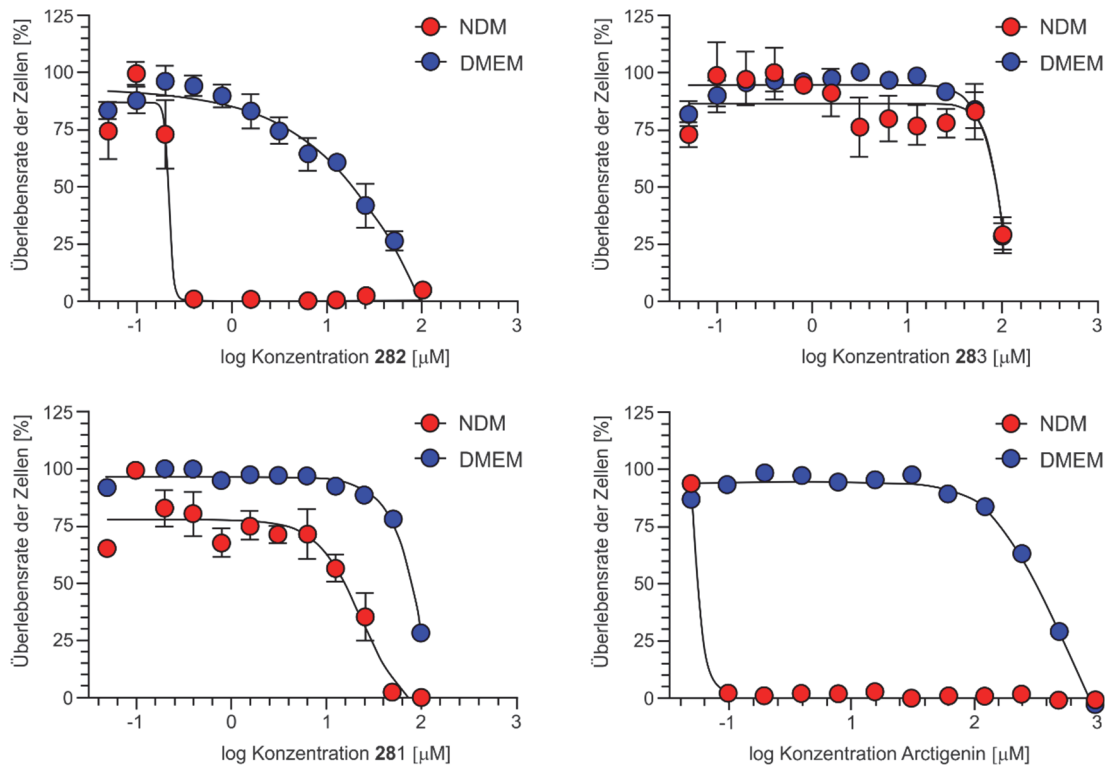 Überlebensrate der Zellen [%]
125
100
75
50
25
0
-1
0
1
2
3
log Konzentration 282 [µM]
NDM
DMEM
Überlebensrate der Zellen [%]
125
100
75
50
25
0
-1
0
1
2
3
log Konzentration 283 [µM]
NDM
DMEM
Überlebensrate der Zellen [%]
125
100
75
50
25
0
-1
0
1
2
3
log Konzentration 281 [µM]
NDM
DMEM
Überlebensrate der Zellen [%]
125
100
75
50
25
0
-1
1
2
3
log Konzentration Arctigenin [µM]
NDM
DMEM